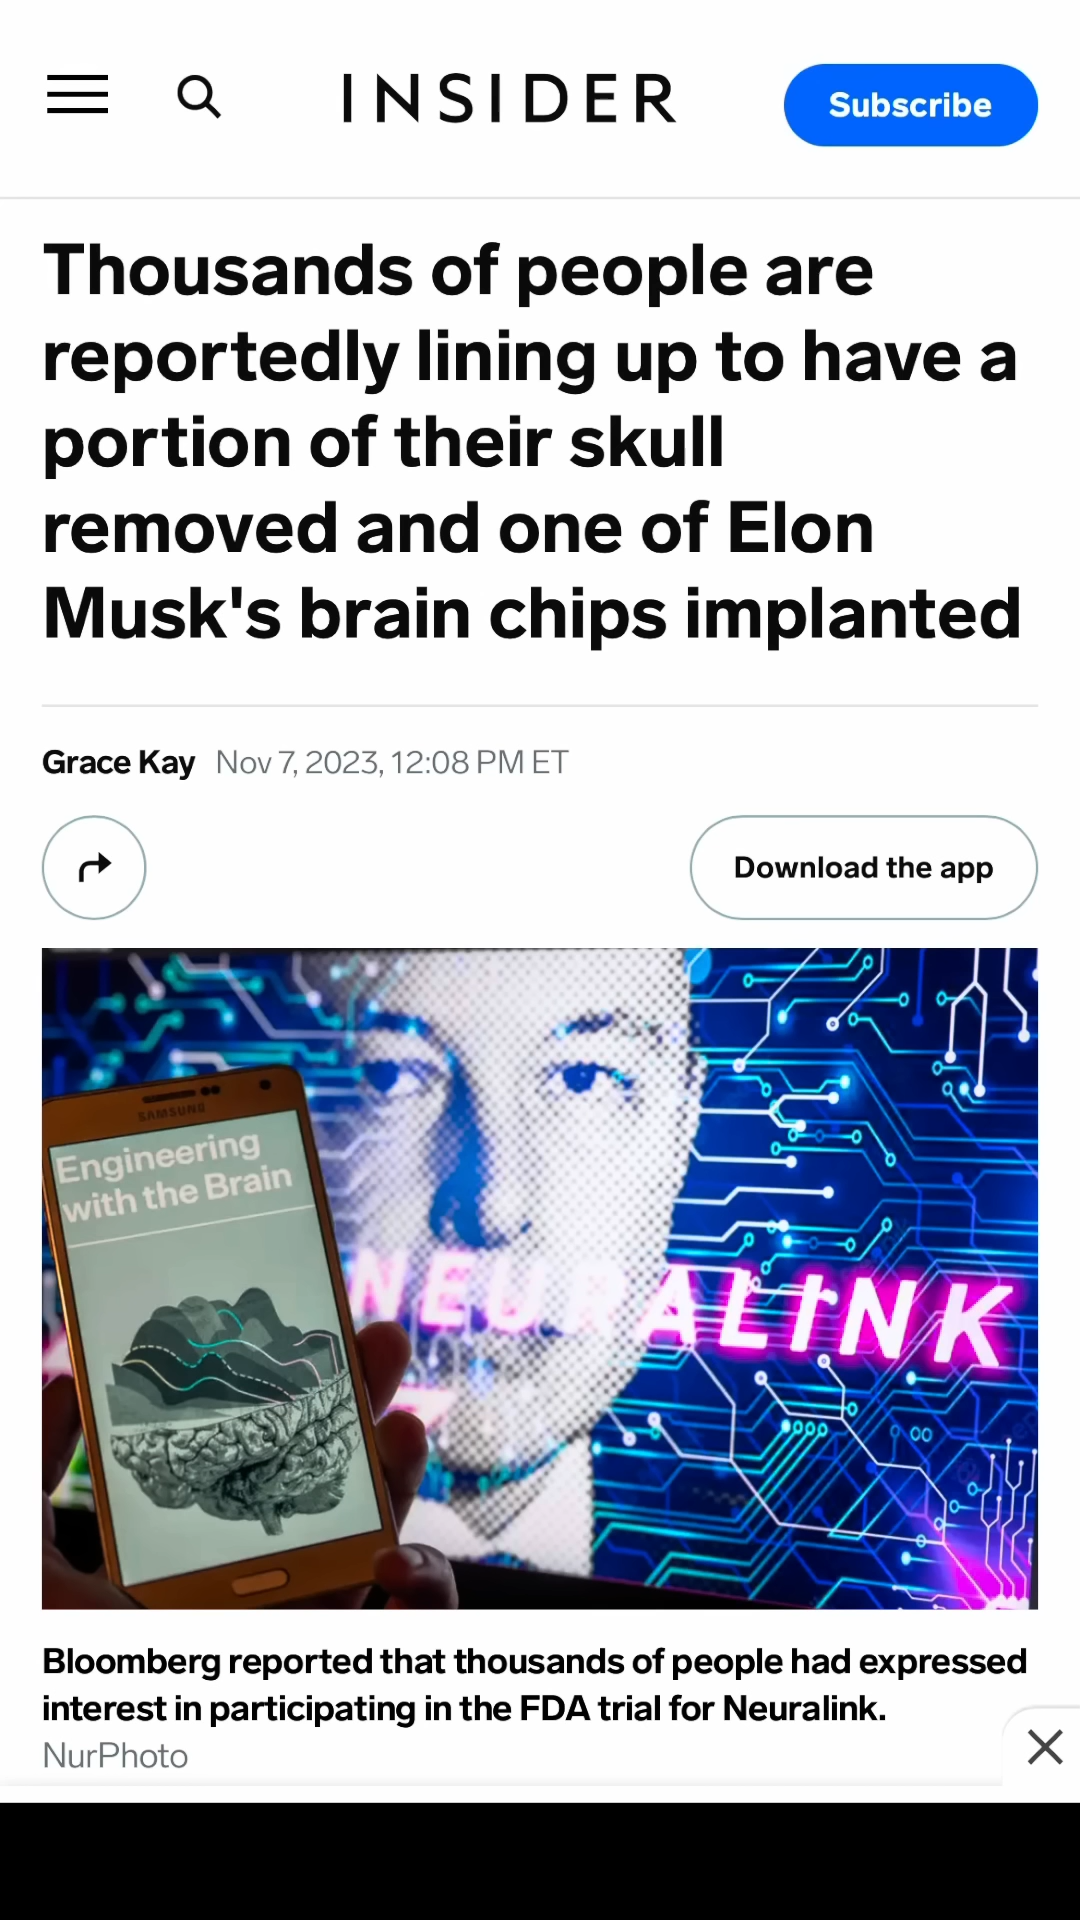 INSIDER
Subscribe
Thousands of people are
reportedly lining up to have a
portion of their skull
removed and one of Elon
Musk's brain chips implanted
Grace Kay Nov 7, 2023, 12:08 PM ET
Download the app
SAMSUNG
Engineering
with the Brain
NEURALINK
Bloomberg reported that thousands of people had expressed
interest in participating in the FDA trial for Neuralink.
NurPhoto